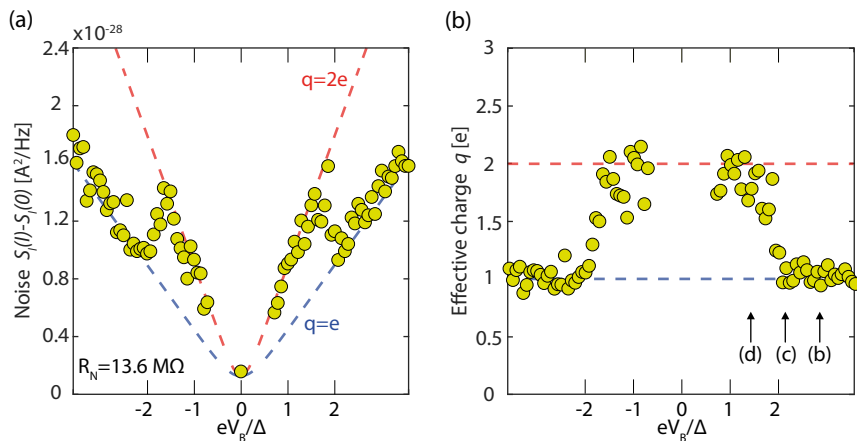 (a)
x10⁻²⁸
2.4
2
1.6
1.2
0.8
0.4
0
Noise S_I(I)-S_I(0) [A²/Hz]
q=2e
q=e
R_N=13.6 MΩ
-2 -1 0 1 2
eV_B/Δ
(b)
3
2.5
2
1.5
1
0.5
0
Effective charge q [e]
(d) (c) (b)
-2 -1 0 1 2
eV_B/Δ